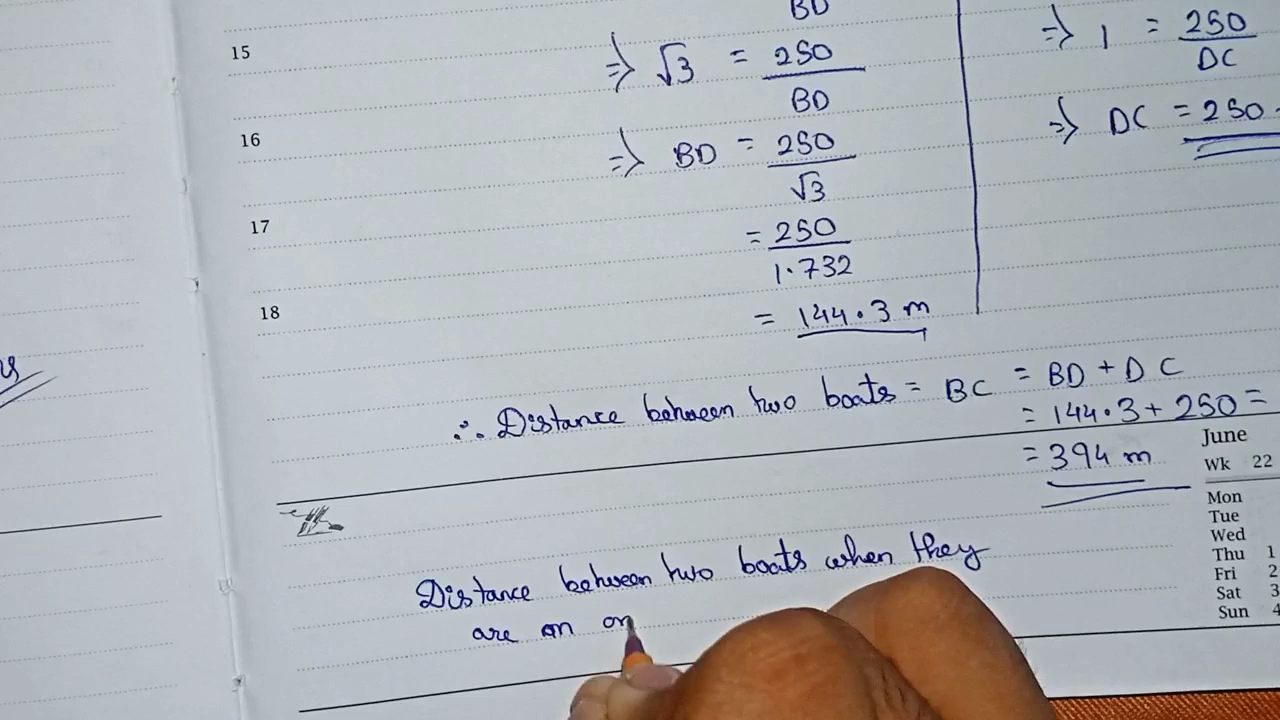 BD
15
⇒ √3 = 250
BD
16
⇒ BD = 250
√3
17
= 250
1.732
18
= 144.3 m
⇒ 1 = 250
DC
⇒ DC = 250
∴ Distance between two boats = BC = BD + DC
= 144.3 + 250 =
= 394 m
Distance between two boats when they
are on on
June
Wk 22
Mon
Tue
Wed
Thu 1
Fri 2
Sat 3
Sun 4